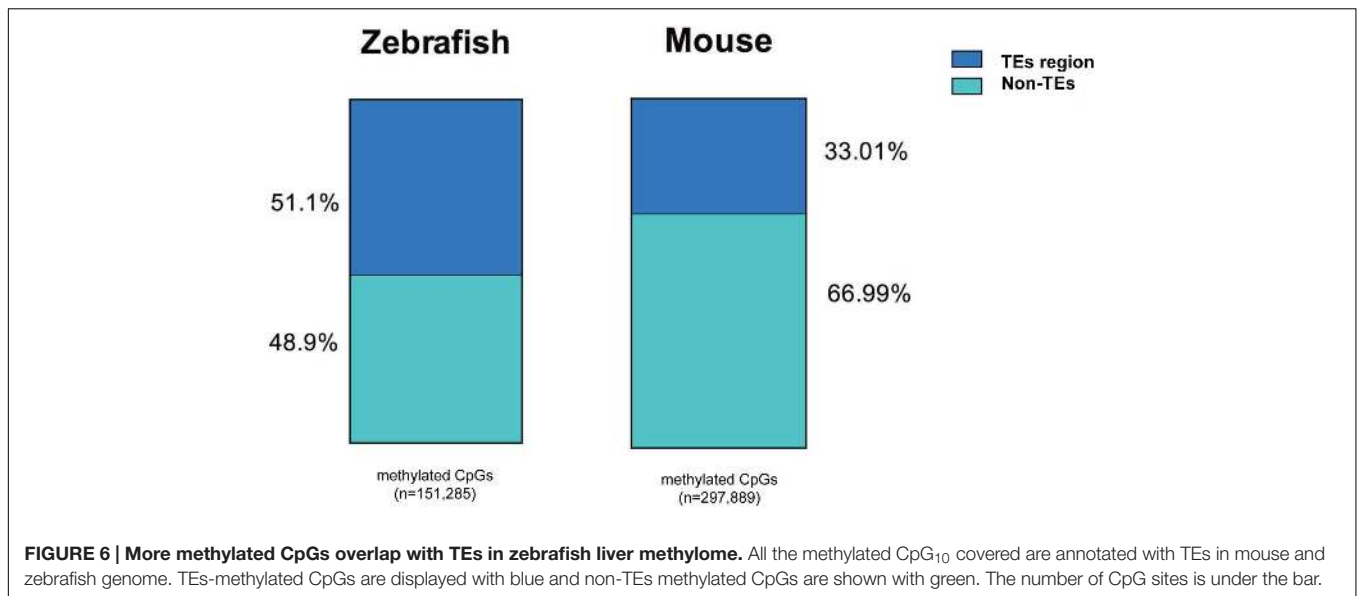 Zebrafish
Mouse
TEs region
Non-TEs
51.1%
48.9%
33.01%
66.99%
methylated CpGs
(n=151,285)
methylated CpGs
(n=297,889)
FIGURE 6 | More methylated CpGs overlap with TEs in zebrafish liver methylome. All the methylated CpG10 covered are annotated with TEs in mouse and
zebrafish genome. TEs-methylated CpGs are displayed with blue and non-TEs methylated CpGs are shown with green. The number of CpG sites is under the bar.